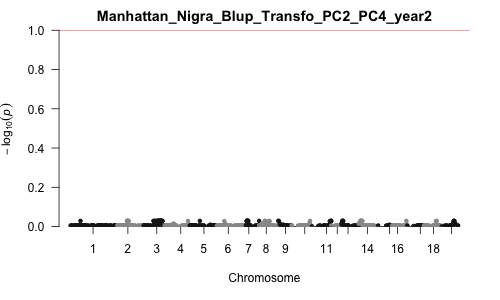 Manhattan_Nigra_Blup_Transfo_PC2_PC4_year2
1.0
0.8
0.6
0.4
0.2
0.0
− log₁₀(p)
1 2 3 4 5 6 7 8 9 11 14 16 18
Chromosome